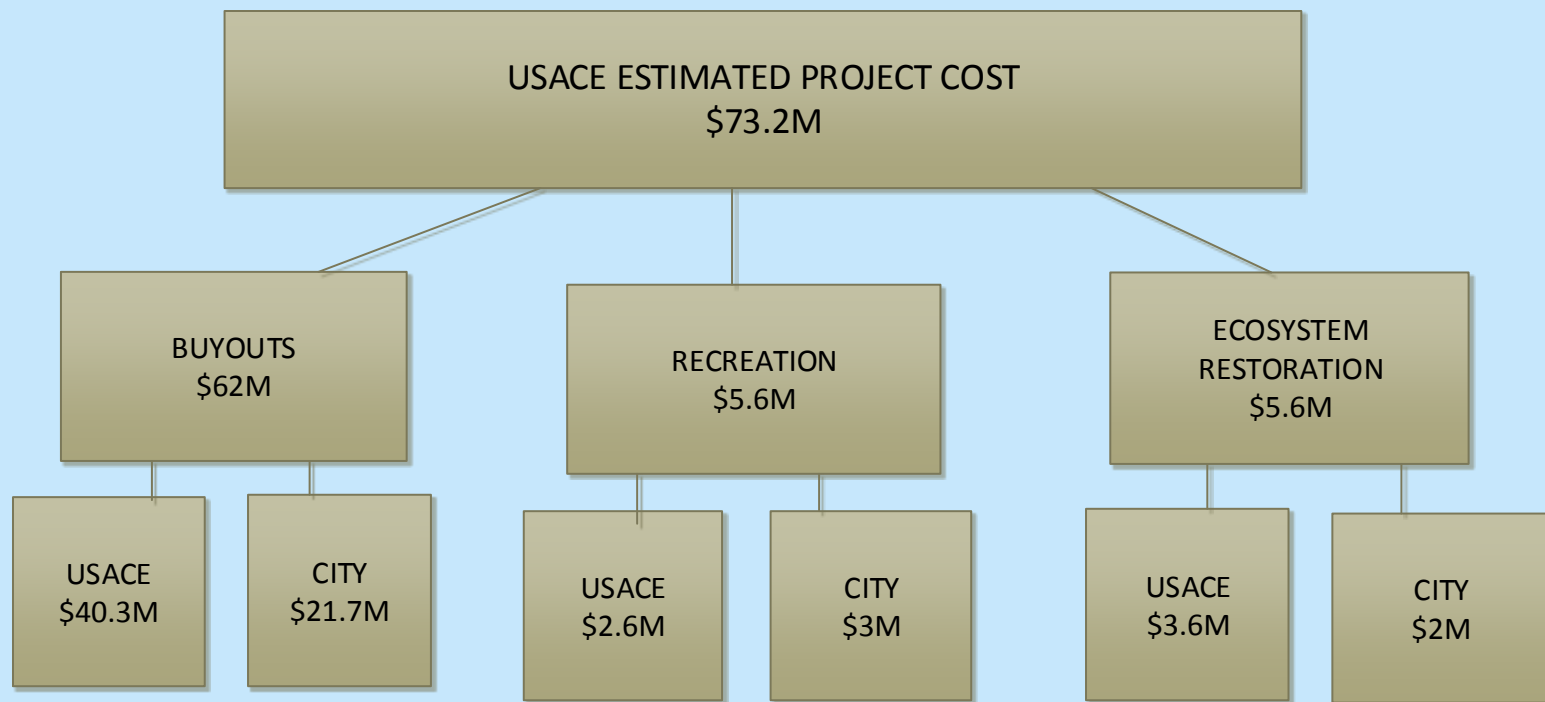 USACE ESTIMATED PROJECT COST
$73.2M
BUYOUTS
$62M
RECREATION
$5.6M
ECOSYSTEM
RESTORATION
$5.6M
USACE
$40.3M
CITY
$21.7M
USACE
$2.6M
CITY
$3M
USACE
$3.6M
CITY
$2M